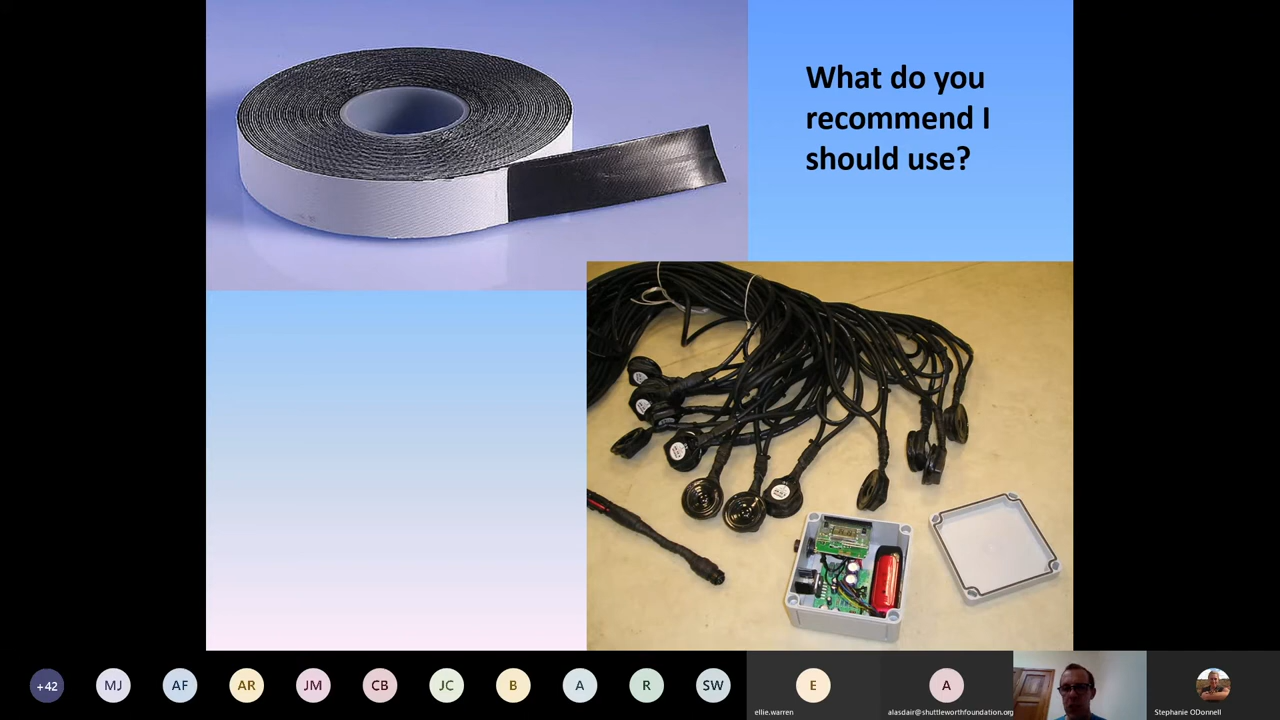 What do you
recommend I
should use?
+42
MJ
AF
AR
JM
CB
JC
B
A
R
SW
E
A
ellie.warren
alasdair@shuttleworthfoundation.org
Stephanie ODonnell